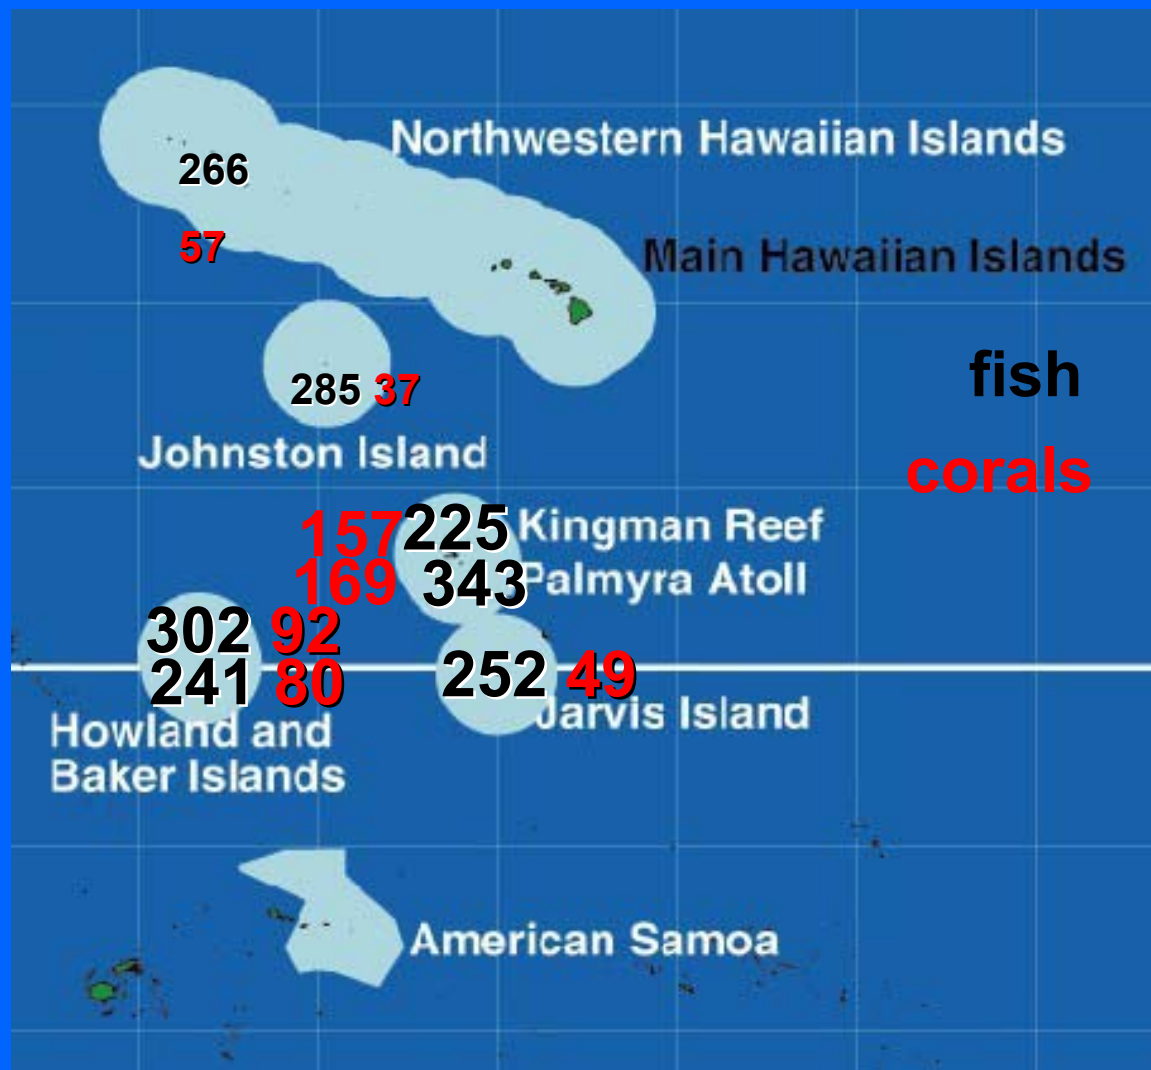 Northwestern Hawaiian Islands
266
57
Main Hawaiian Islands
fish
285 37
Johnston Island
corals
157 225 Kingman Reef
169 343 Palmyra Atoll
302 92
241 80
252 49
Jarvis Island
Howland and
Baker Islands
American Samoa